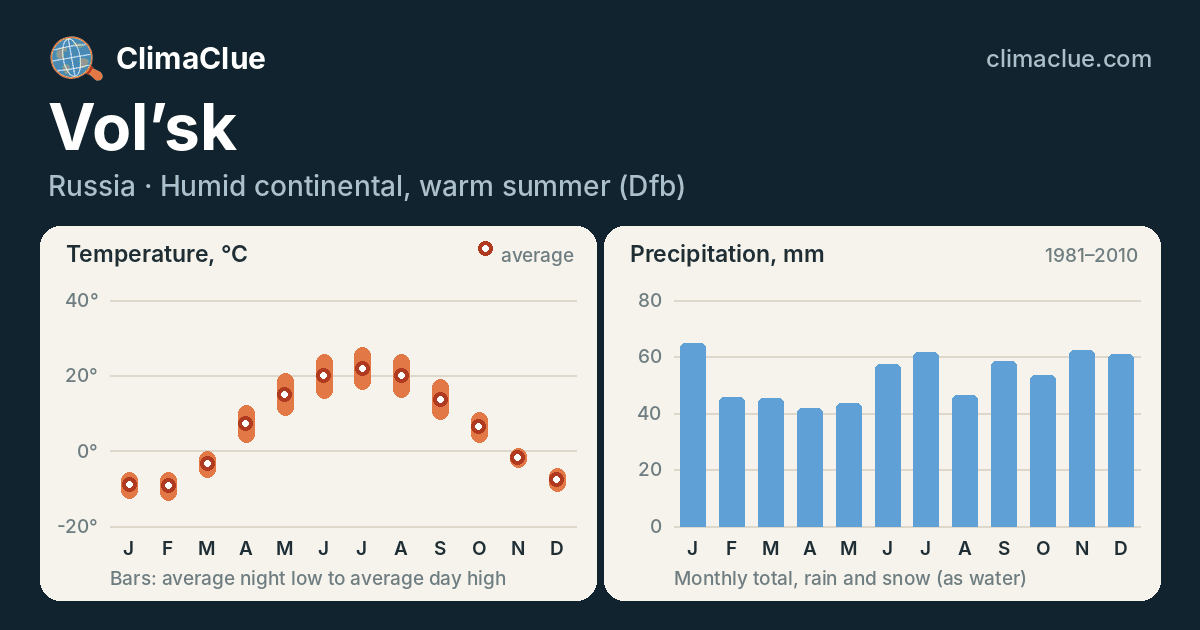 ClimaClue
climaclue.com
Vol’sk
Russia · Humid continental, warm summer (Dfb)
Temperature, °C
average
40°
20°
0°
-20°
J F M A M J J A S O N D
Bars: average night low to average day high
Precipitation, mm
1981–2010
80
60
40
20
0
J F M A M J J A S O N D
Monthly total, rain and snow (as water)